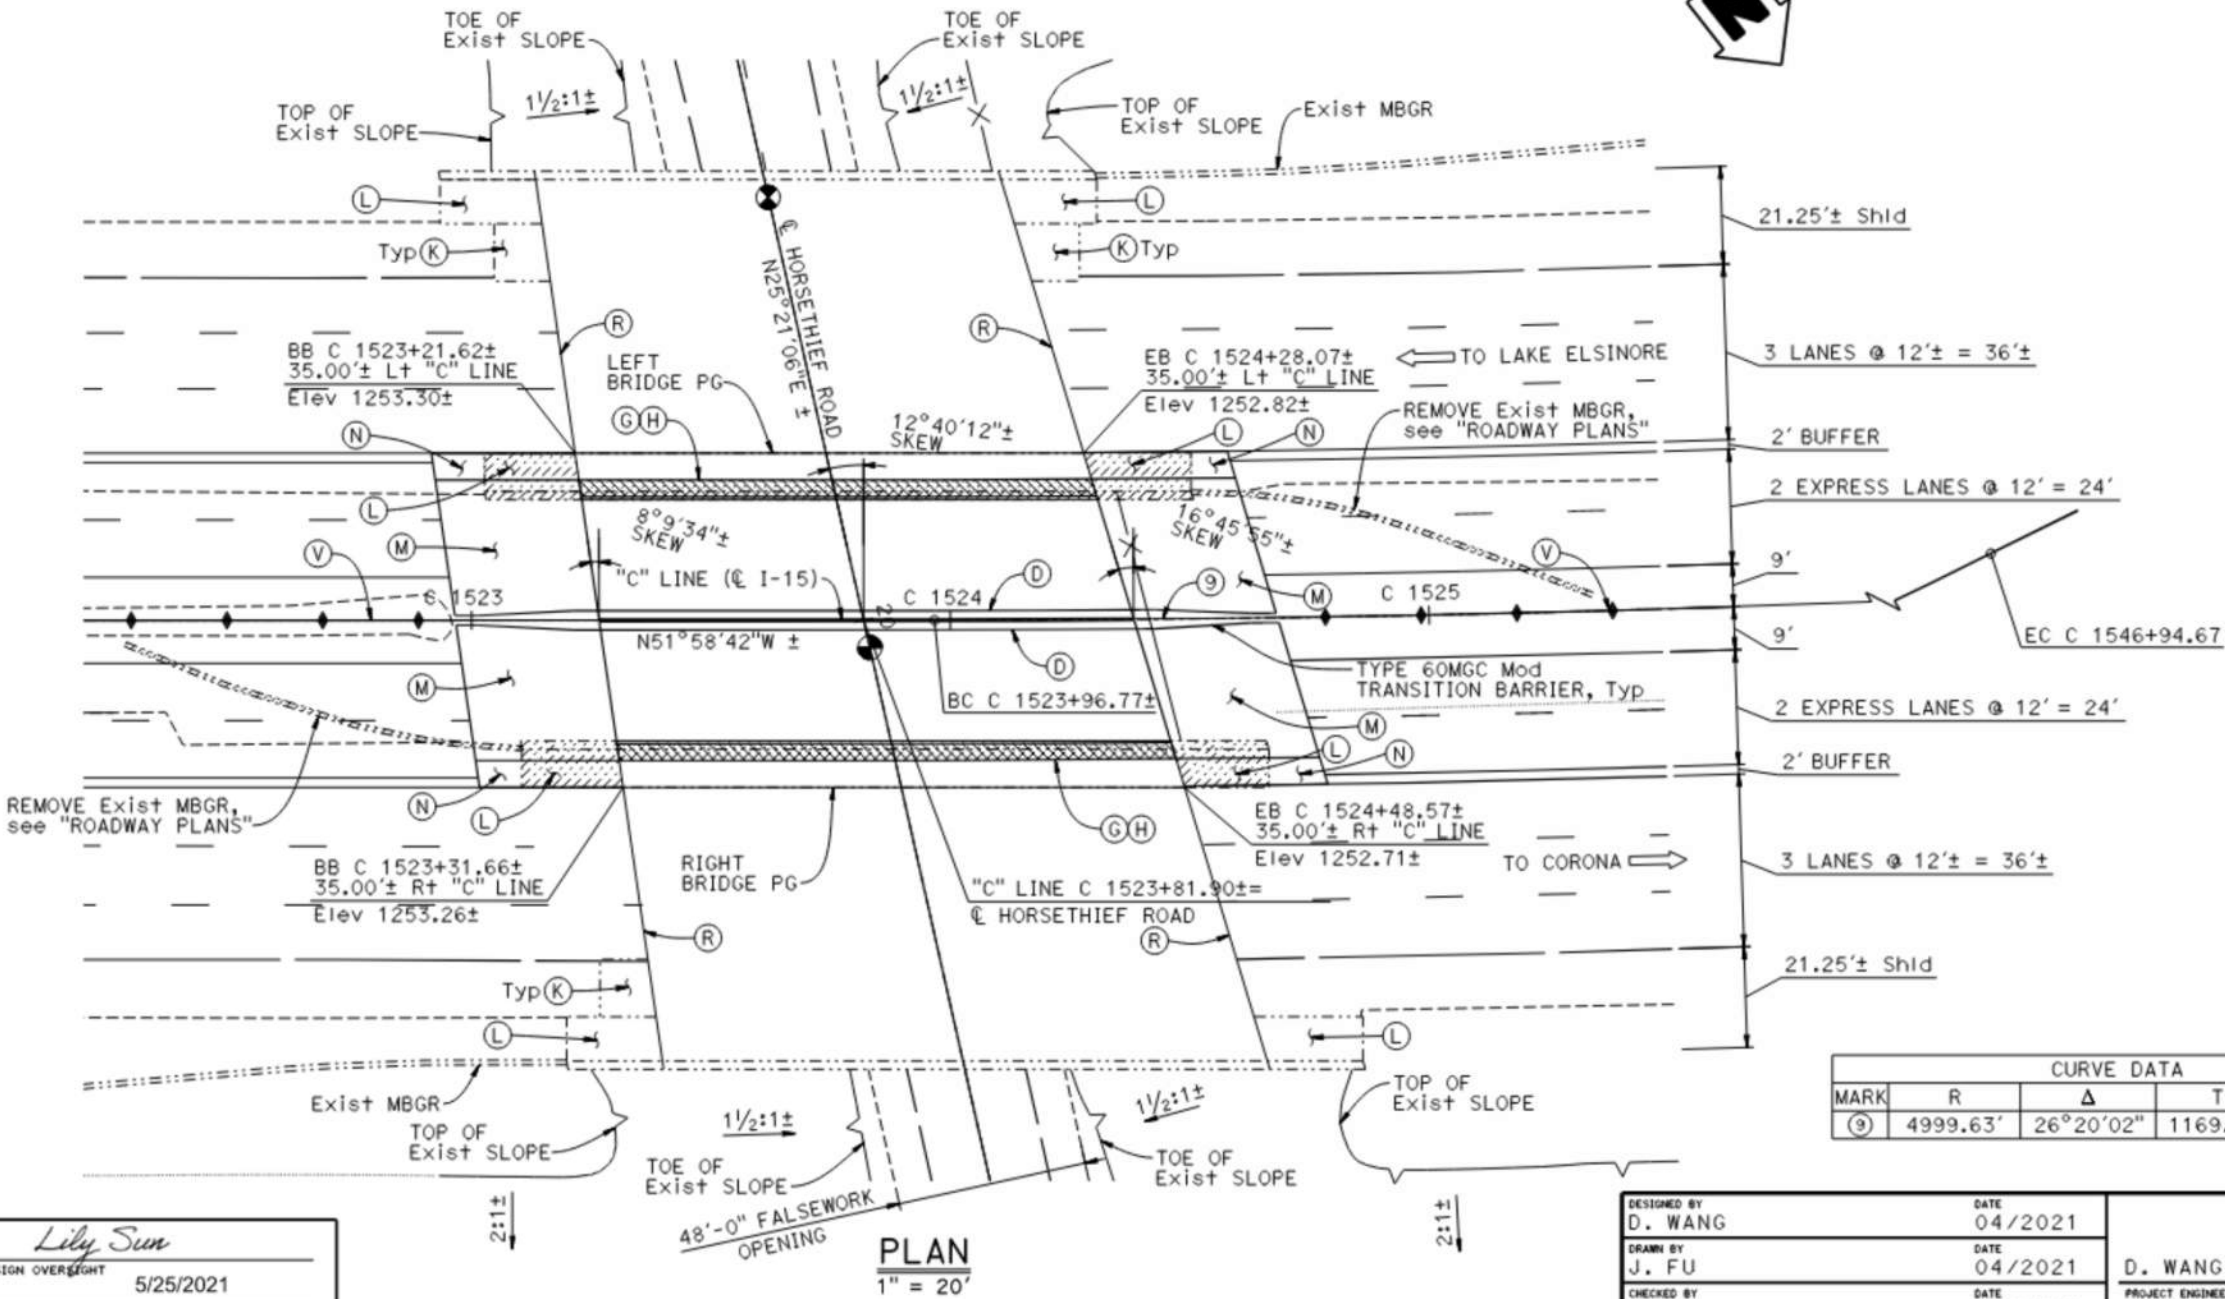 N
TOE OF
Exist SLOPE
TOE OF
Exist SLOPE
TOP OF
Exist SLOPE
1½:1±
1½:1±
TOP OF
Exist SLOPE
Exist MBGR
L
L
Typ K
K Typ
21.25'± Shld
℄ HORSETHIEF ROAD
N25°21'06"E ±
R
R
BB C 1523+21.62±
35.00'± Lt "C" LINE
Elev 1253.30±
LEFT
BRIDGE PG
EB C 1524+28.07±
35.00'± Lt "C" LINE
Elev 1252.82±
TO LAKE ELSINORE
3 LANES @ 12'± = 36'±
G H
12°40'12"±
SKEW
REMOVE Exist MBGR,
see "ROADWAY PLANS"
N
L
N
2' BUFFER
2 EXPRESS LANES @ 12' = 24'
L
8°9'34"±
SKEW
16°45'55"±
SKEW
M
V
V
"C" LINE (℄ I-15)
D
9
M
9'
C 1523
C 1524
C 1525
N51°58'42"W ±
D
9'
EC C 1546+94.67
M
BC C 1523+96.77±
TYPE 60MGC Mod
TRANSITION BARRIER, Typ
M
2 EXPRESS LANES @ 12' = 24'
L
N
2' BUFFER
REMOVE Exist MBGR,
see "ROADWAY PLANS"
N
L
G H
EB C 1524+48.57±
35.00'± Rt "C" LINE
Elev 1252.71±
TO CORONA
3 LANES @ 12'± = 36'±
BB C 1523+31.66±
35.00'± Rt "C" LINE
Elev 1253.26±
RIGHT
BRIDGE PG
"C" LINE C 1523+81.90±=
℄ HORSETHIEF ROAD
R
R
21.25'± Shld
Typ K
L
L
Exist MBGR
TOP OF
Exist SLOPE
1½:1±
1½:1±
TOP OF
Exist SLOPE
TOE OF
Exist SLOPE
TOE OF
Exist SLOPE
48'-0" FALSEWORK
OPENING
2:1±
2:1±
PLAN
1" = 20'
CURVE DATA
MARK R Δ T
9 4999.63' 26°20'02" 1169.
Lily Sun
IGN OVERSIGHT
5/25/2021
DESIGNED BY DATE
D. WANG 04/2021
DRAWN BY DATE
J. FU 04/2021
D. WANG
CHECKED BY DATE
PROJECT ENGINEE